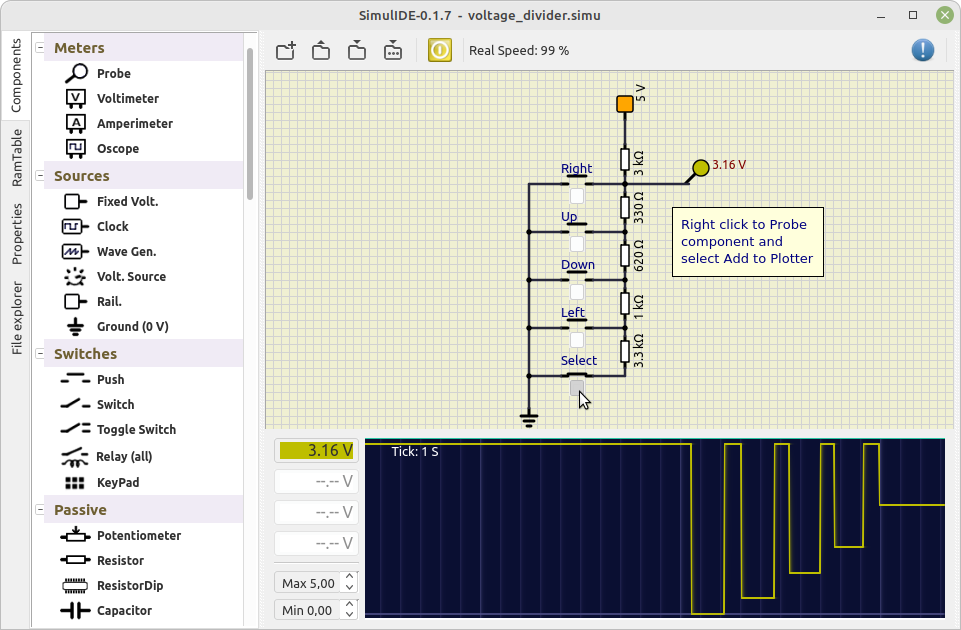 SimulIDE-0.1.7 - voltage_divider.simu
Components
RamTable
Properties
File explorer
Meters
Probe
Voltimeter
Amperimeter
Oscope
Sources
Fixed Volt.
Clock
Wave Gen.
Volt. Source
Rail.
Ground (0 V)
Switches
Push
Switch
Toggle Switch
Relay (all)
KeyPad
Passive
Potentiometer
Resistor
ResistorDip
Capacitor
Real Speed: 99 %
5 V
3 kΩ
3.16 V
Right
330 Ω
Up
620 Ω
Down
1 kΩ
Left
3.3 kΩ
Select
Right click to Probe
component and
select Add to Plotter
3.16 V
--.-- V
--.-- V
--.-- V
Max 5,00
Min 0,00
Tick: 1 S